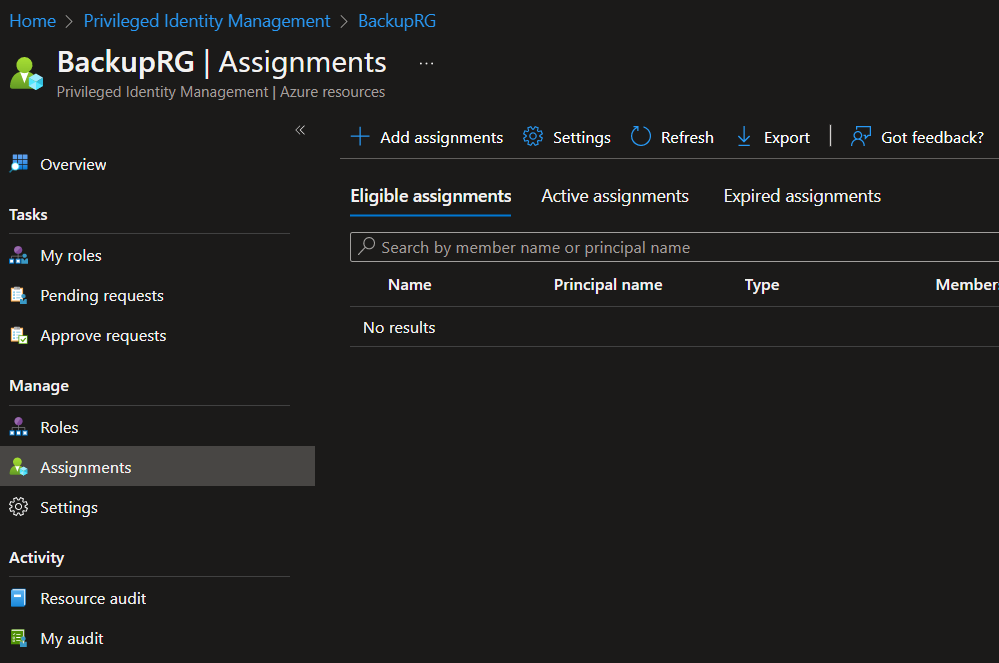 Home > Privileged Identity Management > BackupRG
BackupRG | Assignments ...
Privileged Identity Management | Azure resources
«
Overview
Tasks
My roles
Pending requests
Approve requests
Manage
Roles
Assignments
Settings
Activity
Resource audit
My audit
+ Add assignments Settings Refresh Export | Got feedback?
Eligible assignments Active assignments Expired assignments
Search by member name or principal name
Name Principal name Type Member
No results